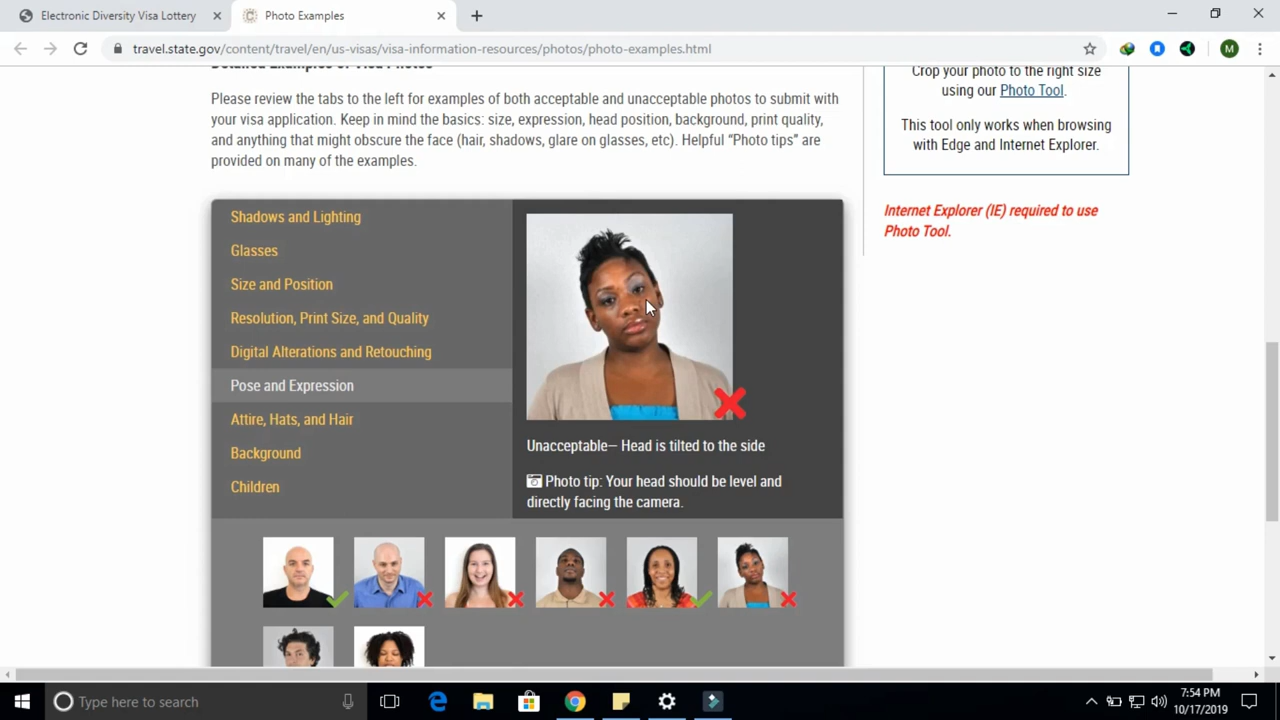 Electronic Diversity Visa Lottery
Photo Examples
travel.state.gov/content/travel/en/us-visas/visa-information-resources/photos/photo-examples.html
M
Detailed Examples of Visa Photos
Please review the tabs to the left for examples of both acceptable and unacceptable photos to submit with
your visa application. Keep in mind the basics: size, expression, head position, background, print quality,
and anything that might obscure the face (hair, shadows, glare on glasses, etc). Helpful “Photo tips” are
provided on many of the examples.
Crop your photo to the right size
using our Photo Tool.
This tool only works when browsing
with Edge and Internet Explorer.
Internet Explorer (IE) required to use
Photo Tool.
Shadows and Lighting
Glasses
Size and Position
Resolution, Print Size, and Quality
Digital Alterations and Retouching
Pose and Expression
Attire, Hats, and Hair
Background
Children
Unacceptable– Head is tilted to the side
Photo tip: Your head should be level and
directly facing the camera.
Type here to search
7:54 PM
10/17/2019